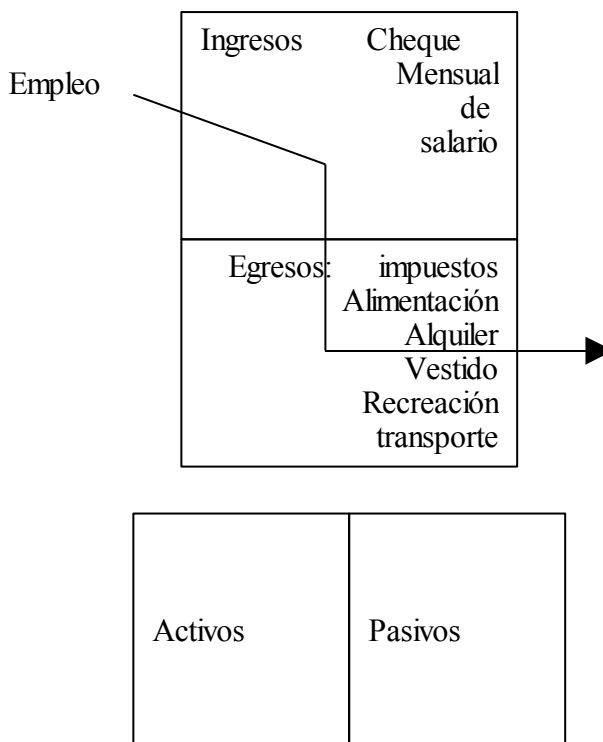 Ingresos Cheque
Empleo
Mensual
de
salario
Egresos: impuestos
Alimentación
Alquiler
Vestido
Recreación
transporte
Activos Pasivos